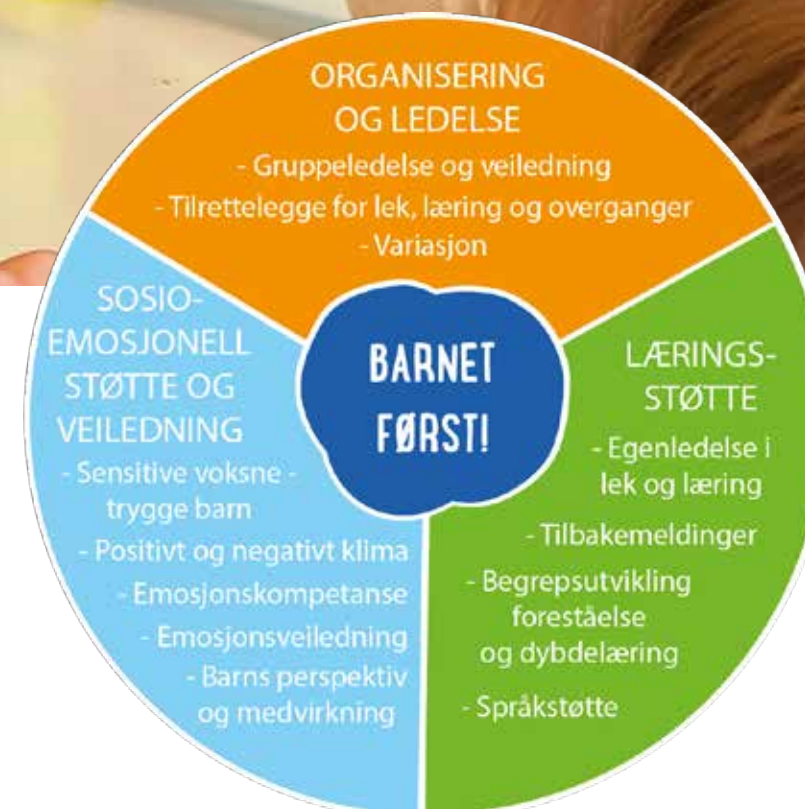 ORGANISERING
OG LEDELSE
- Gruppeledelse og veiledning
- Tilrettelegge for lek, læring og overganger
- Variasjon
SOSIO-
EMOSJONELL
STØTTE OG
VEILEDNING
- Sensitive voksne -
trygge barn
- Positivt og negativt klima
- Emosjonskompetanse
- Emosjonsveiledning
- Barns perspektiv
og medvirkning
BARNET
FØRST!
LÆRINGS-
STØTTE
- Egenledelse i
lek og læring
- Tilbakemeldinger
- Begrepsutvikling
foreståelse
og dybdelæring
- Språkstøtte